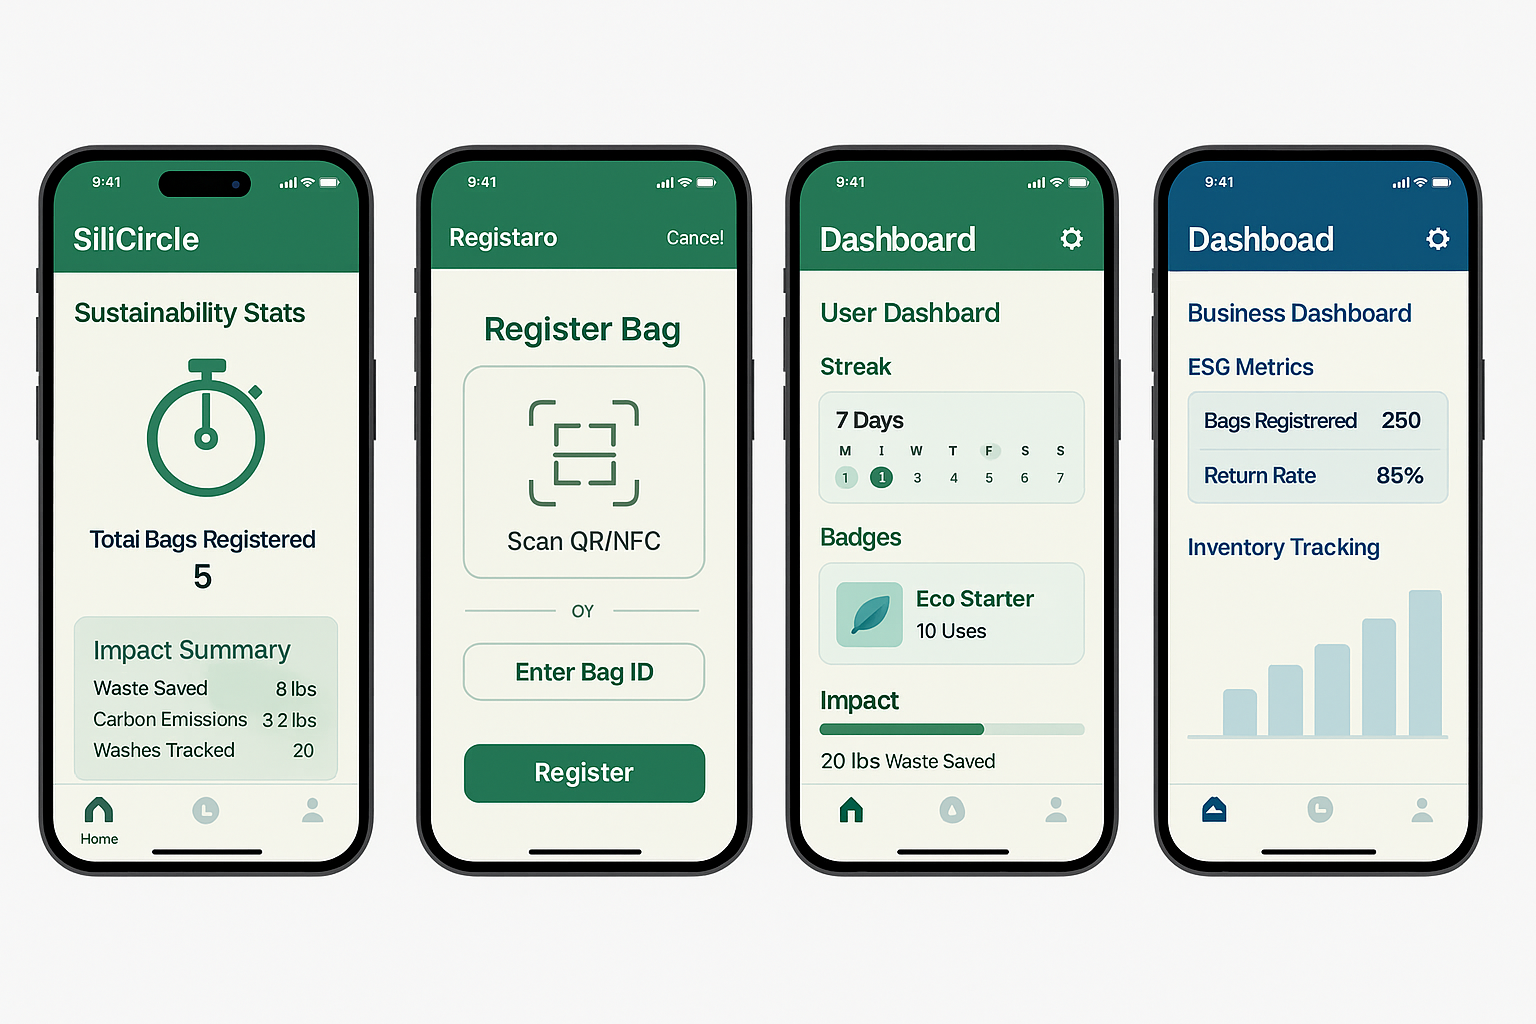 9:41
SiliCircle
Sustainability Stats
Totai Bags Registered
5
Impact Summary
Waste Saved 8 lbs
Carbon Emissions 3 2 lbs
Washes Tracked 20
Home
9:41
Registaro Cance!
Register Bag
Scan QR/NFC
OY
Enter Bag ID
Register
9:41
Dashboard
User Dashbard
Streak
7 Days
M I W T F S S
1 1 3 4 5 6 7
Badges
Eco Starter
10 Uses
Impact
20 lbs Waste Saved
9:41
Dashboad
Business Dashboard
ESG Metrics
Bags Registrered 250
Return Rate 85%
Inventory Tracking